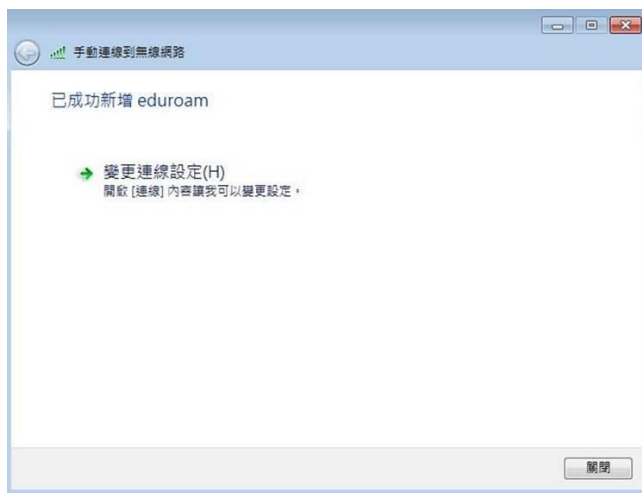 手動連線到無線網路
已成功新增 eduroam
變更連線設定(H)
開啟 [連線] 內容讓我可以變更設定。
關閉